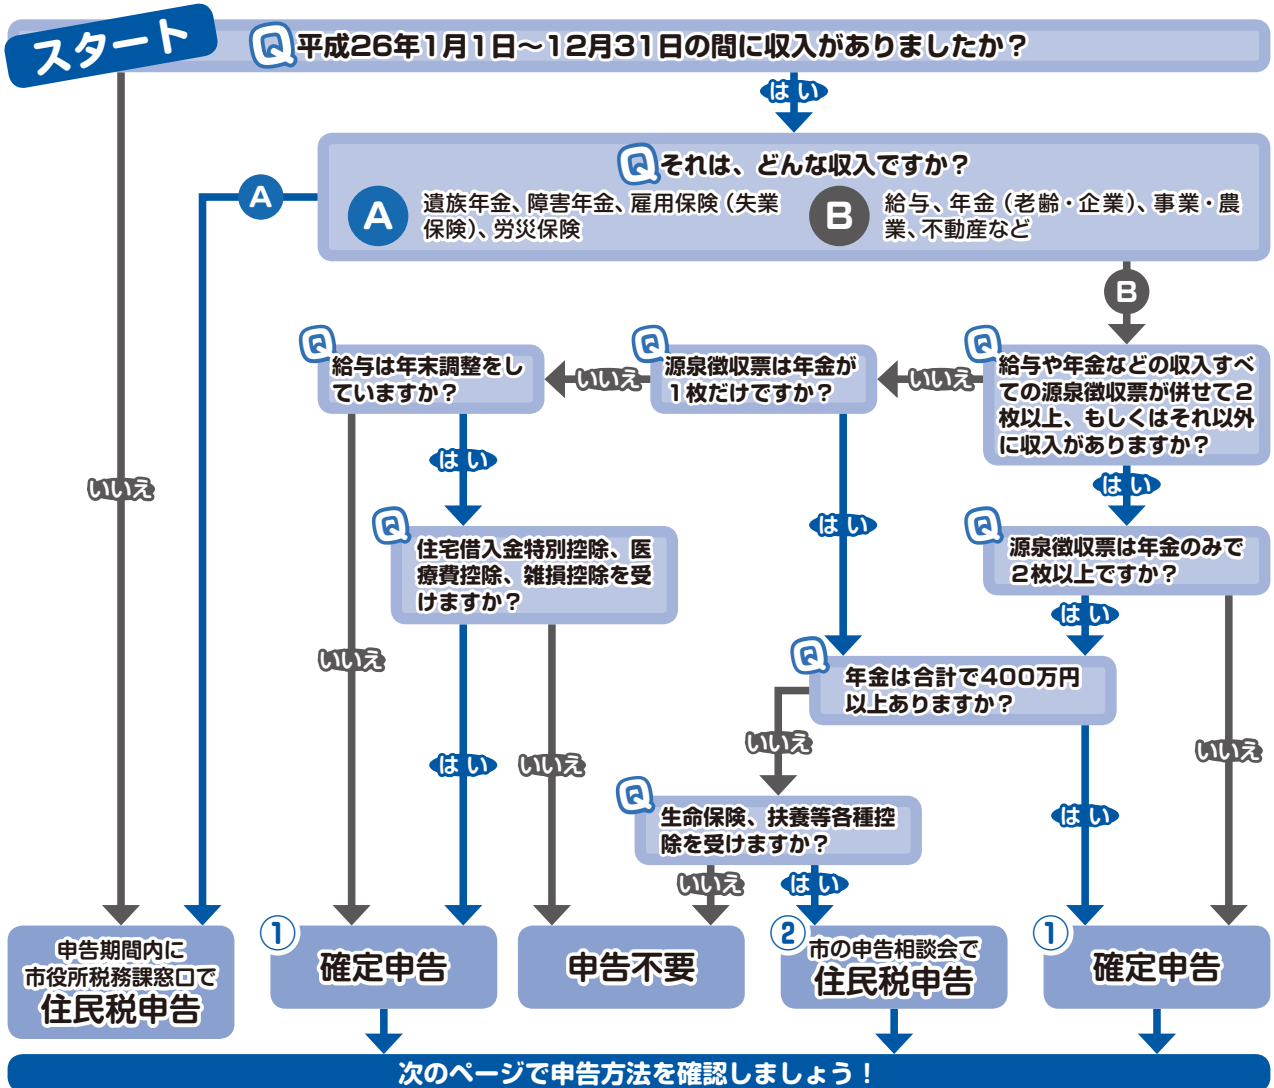 スタート
Q 平成26年1月1日～12月31日の間に収入がありましたか？
はい
Q それは、どんな収入ですか？
A
A
遺族年金、障害年金、雇用保険（失業
保険）、労災保険
B
給与、年金（老齢・企業）、事業・農
業、不動産など
B
Q
給与は年末調整をし
ていますか？
いいえ
Q
源泉徴収票は年金が
１枚だけですか？
いいえ
Q
給与や年金などの収入すべ
ての源泉徴収票が併せて２
枚以上、もしくはそれ以外
に収入がありますか？
いいえ
はい
はい
はい
Q
住宅借入金特別控除、医
療費控除、雑損控除を受
けますか？
Q
源泉徴収票は年金のみで
２枚以上ですか？
はい
いいえ
Q
年金は合計で４００万円
以上ありますか？
いいえ
はい
いいえ
いいえ
はい
Q
生命保険、扶養等各種控
除を受けますか？
いいえ
はい
申告期間内に
市役所税務課窓口で
住民税申告
①
確定申告
申告不要
②
市の申告相談会で
住民税申告
①
確定申告
次のページで申告方法を確認しましょう！